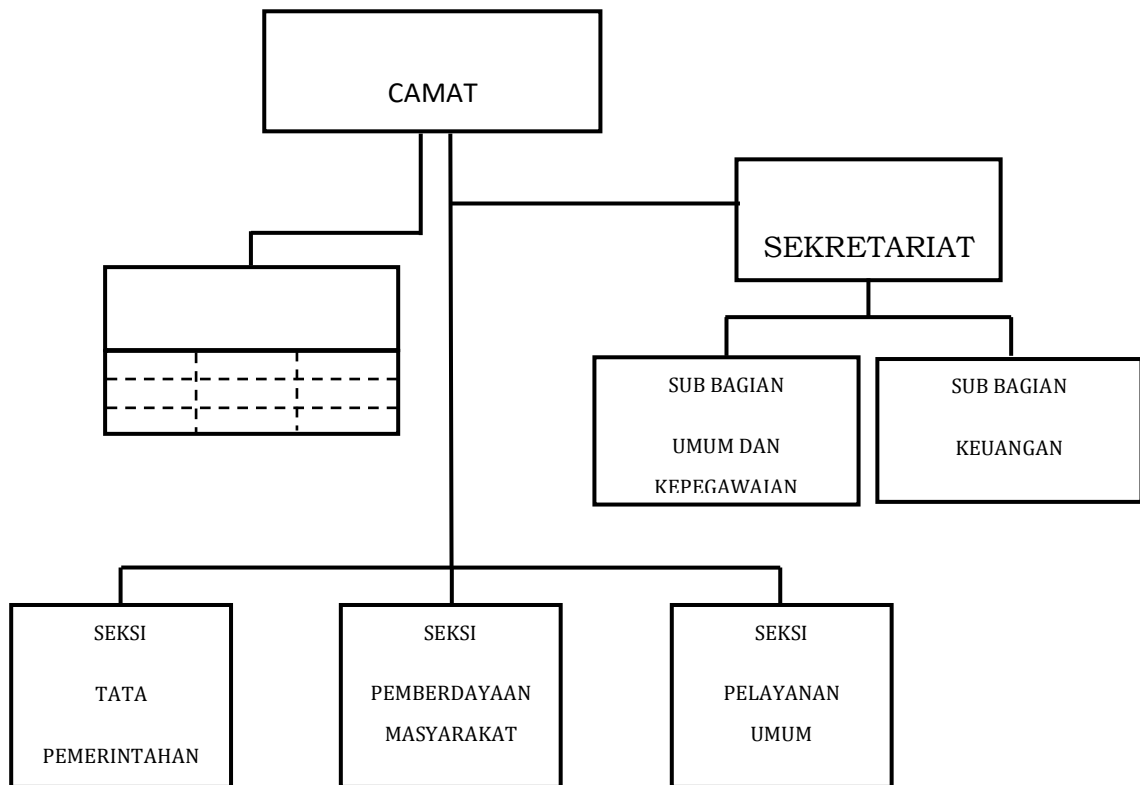 CAMAT
SEKRETARIAT
SUB BAGIAN
UMUM DAN
KEPEGAWAIAN
SUB BAGIAN
KEUANGAN
SEKSI
TATA
PEMERINTAHAN
SEKSI
PEMBERDAYAAN
MASYARAKAT
SEKSI
PELAYANAN
UMUM